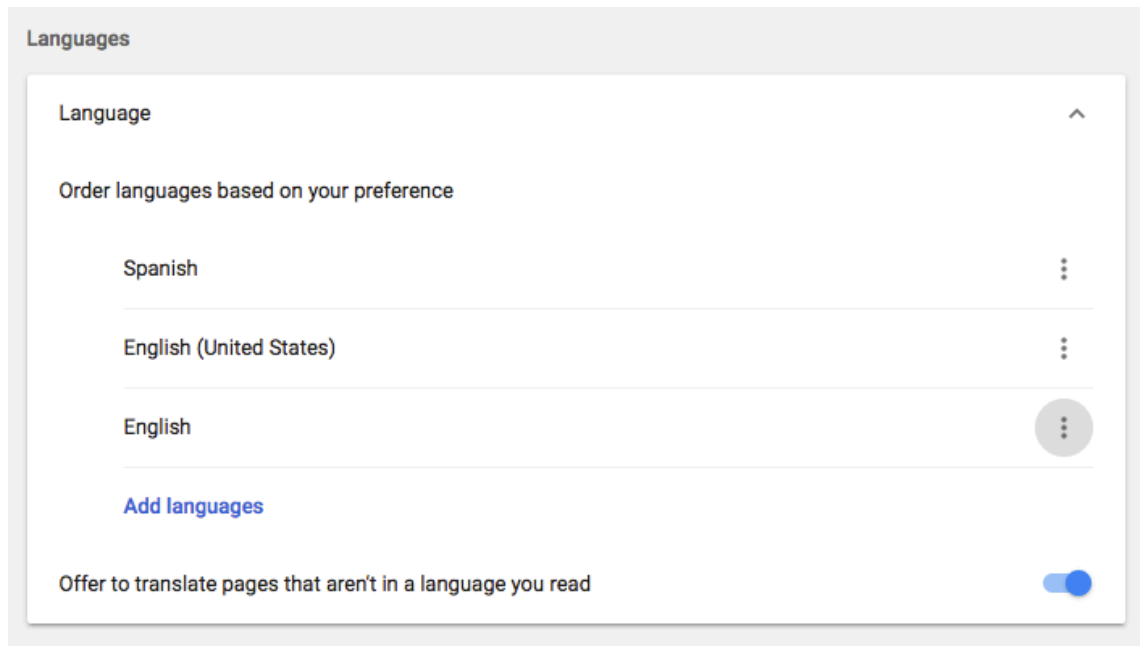 Languages
Language
Order languages based on your preference
Spanish
English (United States)
English
Add languages
Offer to translate pages that aren't in a language you read